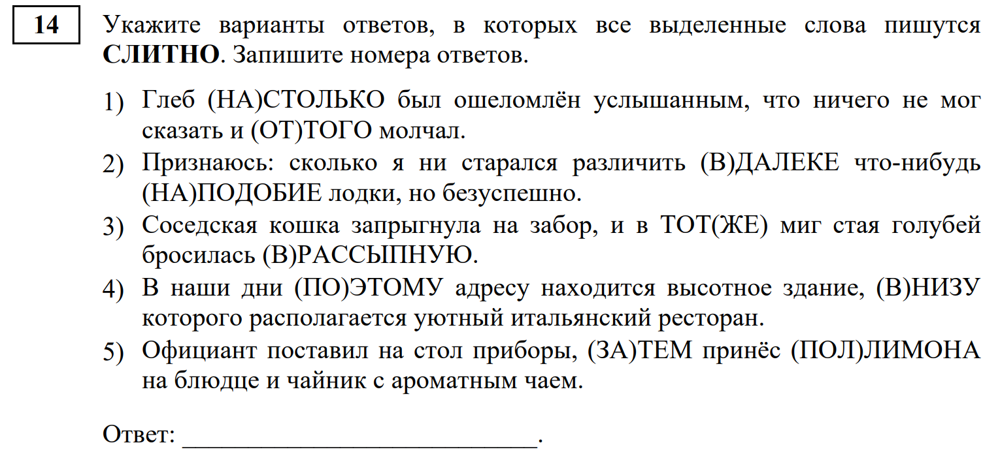 14 Укажите варианты ответов, в которых все выделенные слова пишутся
СЛИТНО. Запишите номера ответов.
1) Глеб (НА)СТОЛЬКО был ошеломлён услышанным, что ничего не мог
сказать и (ОТ)ТОГО молчал.
2) Признаюсь: сколько я ни старался различить (В)ДАЛЕКЕ что-нибудь
(НА)ПОДОБИЕ лодки, но безуспешно.
3) Соседская кошка запрыгнула на забор, и в ТОТ(ЖЕ) миг стая голубей
бросилась (В)РАССЫПНУЮ.
4) В наши дни (ПО)ЭТОМУ адресу находится высотное здание, (В)НИЗУ
которого располагается уютный итальянский ресторан.
5) Официант поставил на стол приборы, (ЗА)ТЕМ принёс (ПОЛ)ЛИМОНА
на блюдце и чайник с ароматным чаем.
Ответ: ___________________________.